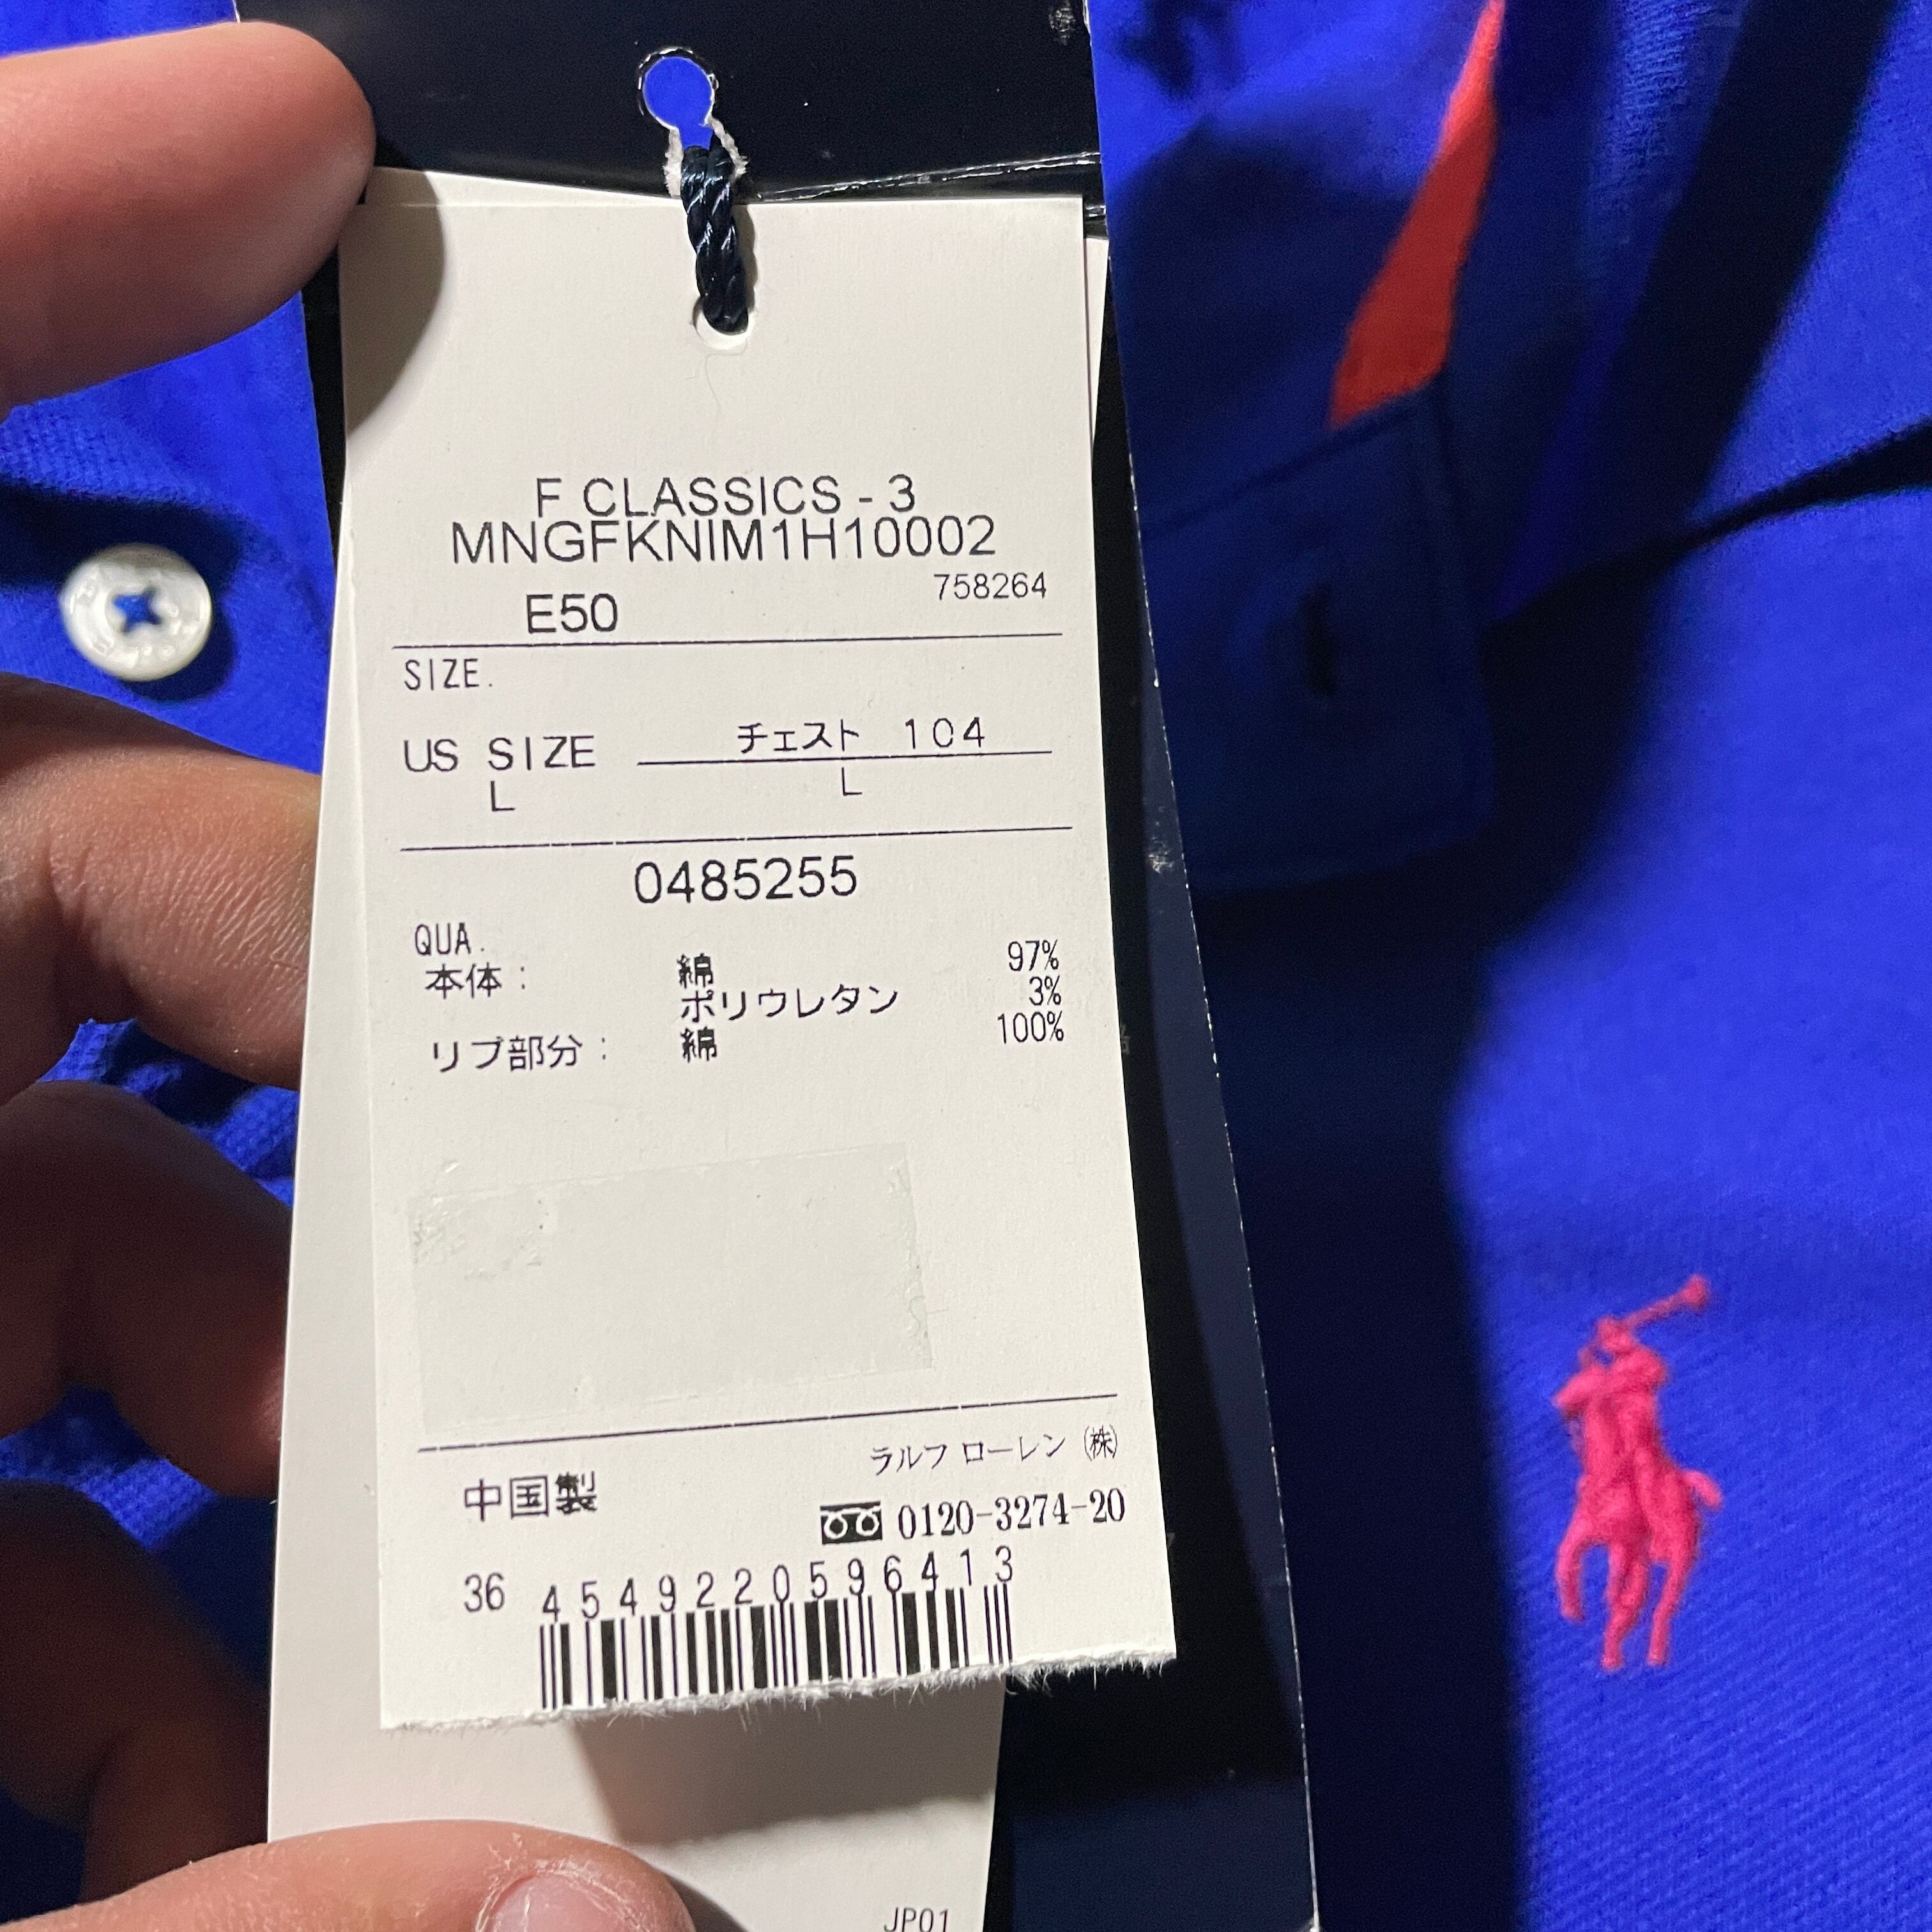 F CLASSICS - 3
MNGFKNIM1H10002
758264
E50
SIZE.
US SIZE チェスト 104
L L
0485255
QUA.
本体: 綿 97%
ポリウレタン 3%
リブ部分: 綿 100%
ラルフ ローレン ㈱
中国製
0120-3274-20
36 4549220596413
JP01